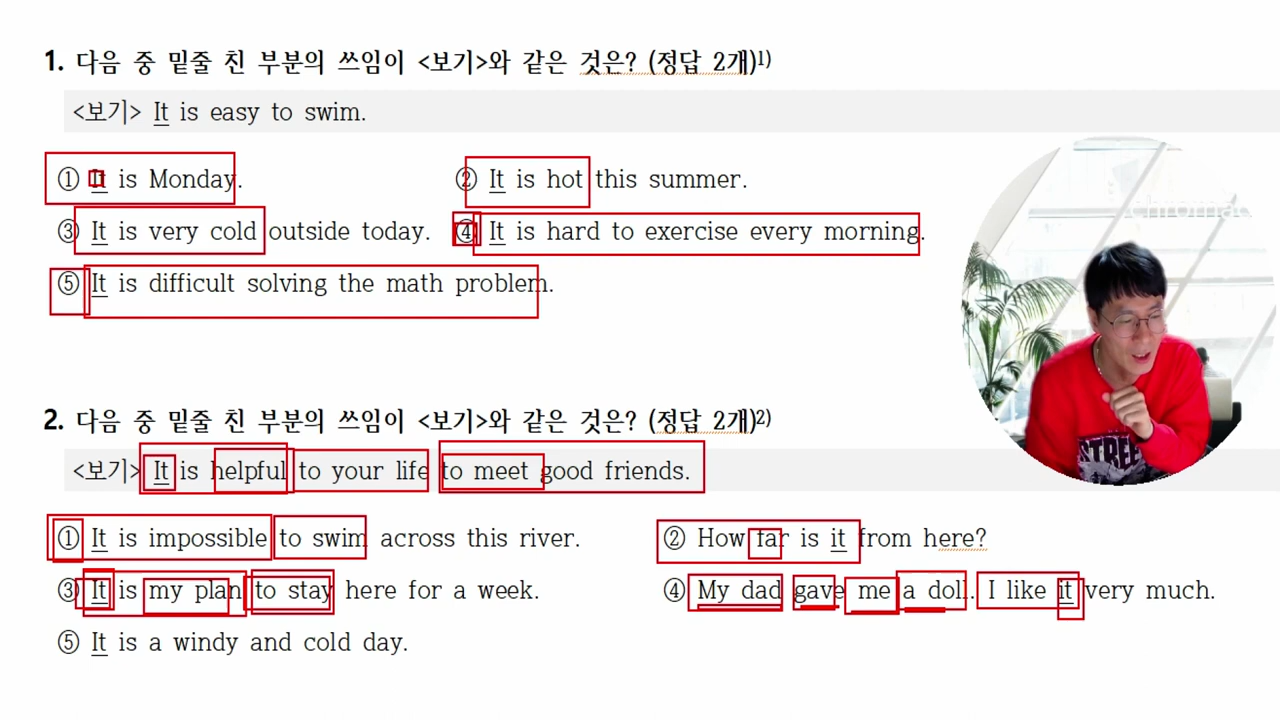 1. 다음 중 밑줄 친 부분의 쓰임이 <보기>와 같은 것은? (정답 2개)1)
<보기> It is easy to swim.
① It is Monday. ② It is hot this summer.
③ It is very cold outside today. ④ It is hard to exercise every morning.
⑤ It is difficult solving the math problem.
2. 다음 중 밑줄 친 부분의 쓰임이 <보기>와 같은 것은? (정답 2개)2)
<보기> It is helpful to your life to meet good friends.
① It is impossible to swim across this river. ② How far is it from here?
③ It is my plan to stay here for a week. ④ My dad gave me a doll. I like it very much.
⑤ It is a windy and cold day.